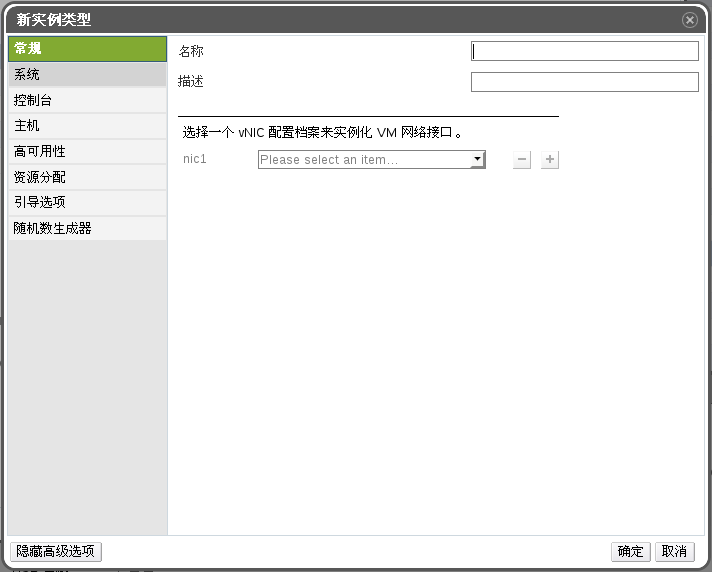 新实例类型
常规
系统
控制台
主机
高可用性
资源分配
引导选项
随机数生成器
名称
描述
选择一个 vNIC 配置档案来实例化 VM 网络接口 。
nic1 Please select an item...
隐藏高级选项
确定 取消